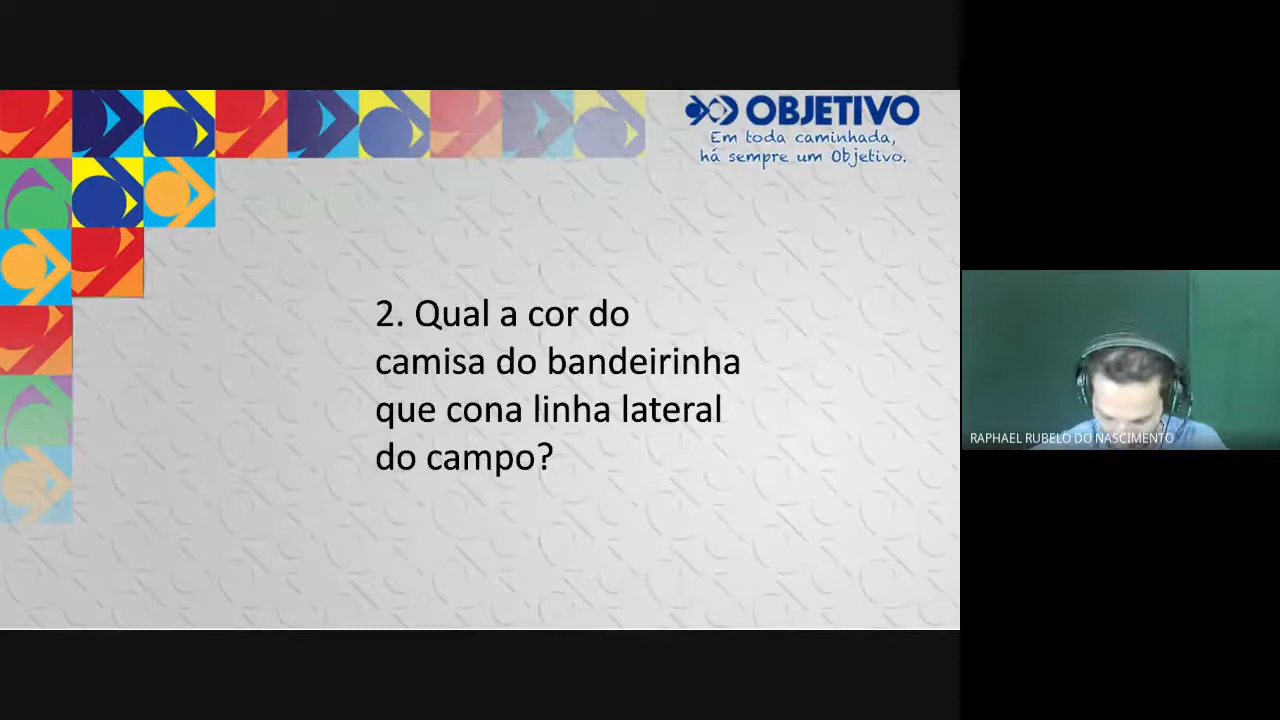 OBJETIVO
Em toda caminhada,
há sempre um Objetivo.
2. Qual a cor do
camisa do bandeirinha
que cona linha lateral
do campo?
RAPHAEL RUBELO DO NASCIMENTO